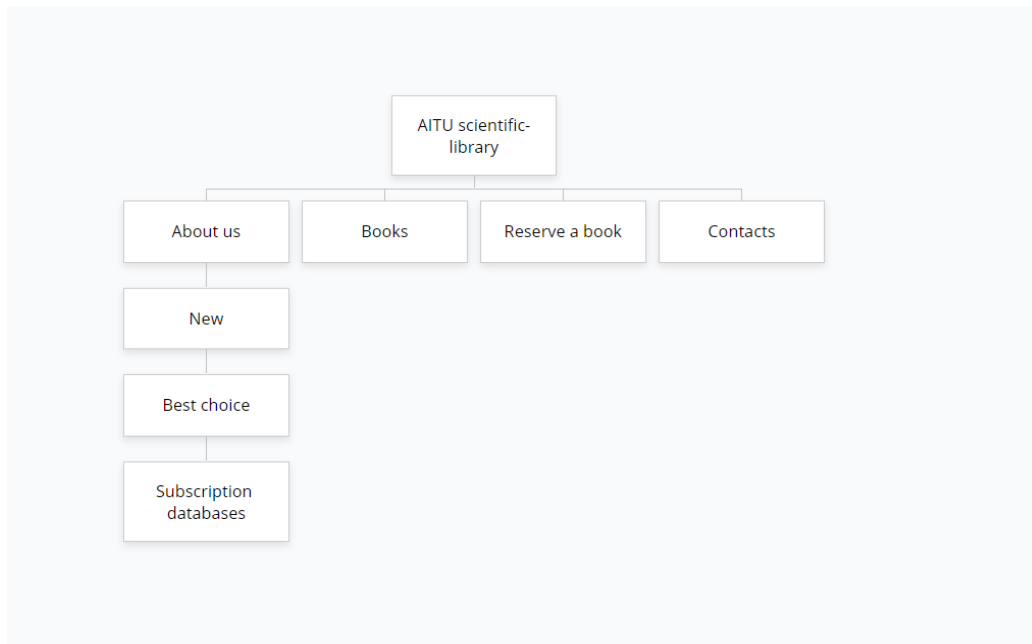 AITU scientific-
library
About us
Books
Reserve a book
Contacts
New
Best choice
Subscription
databases